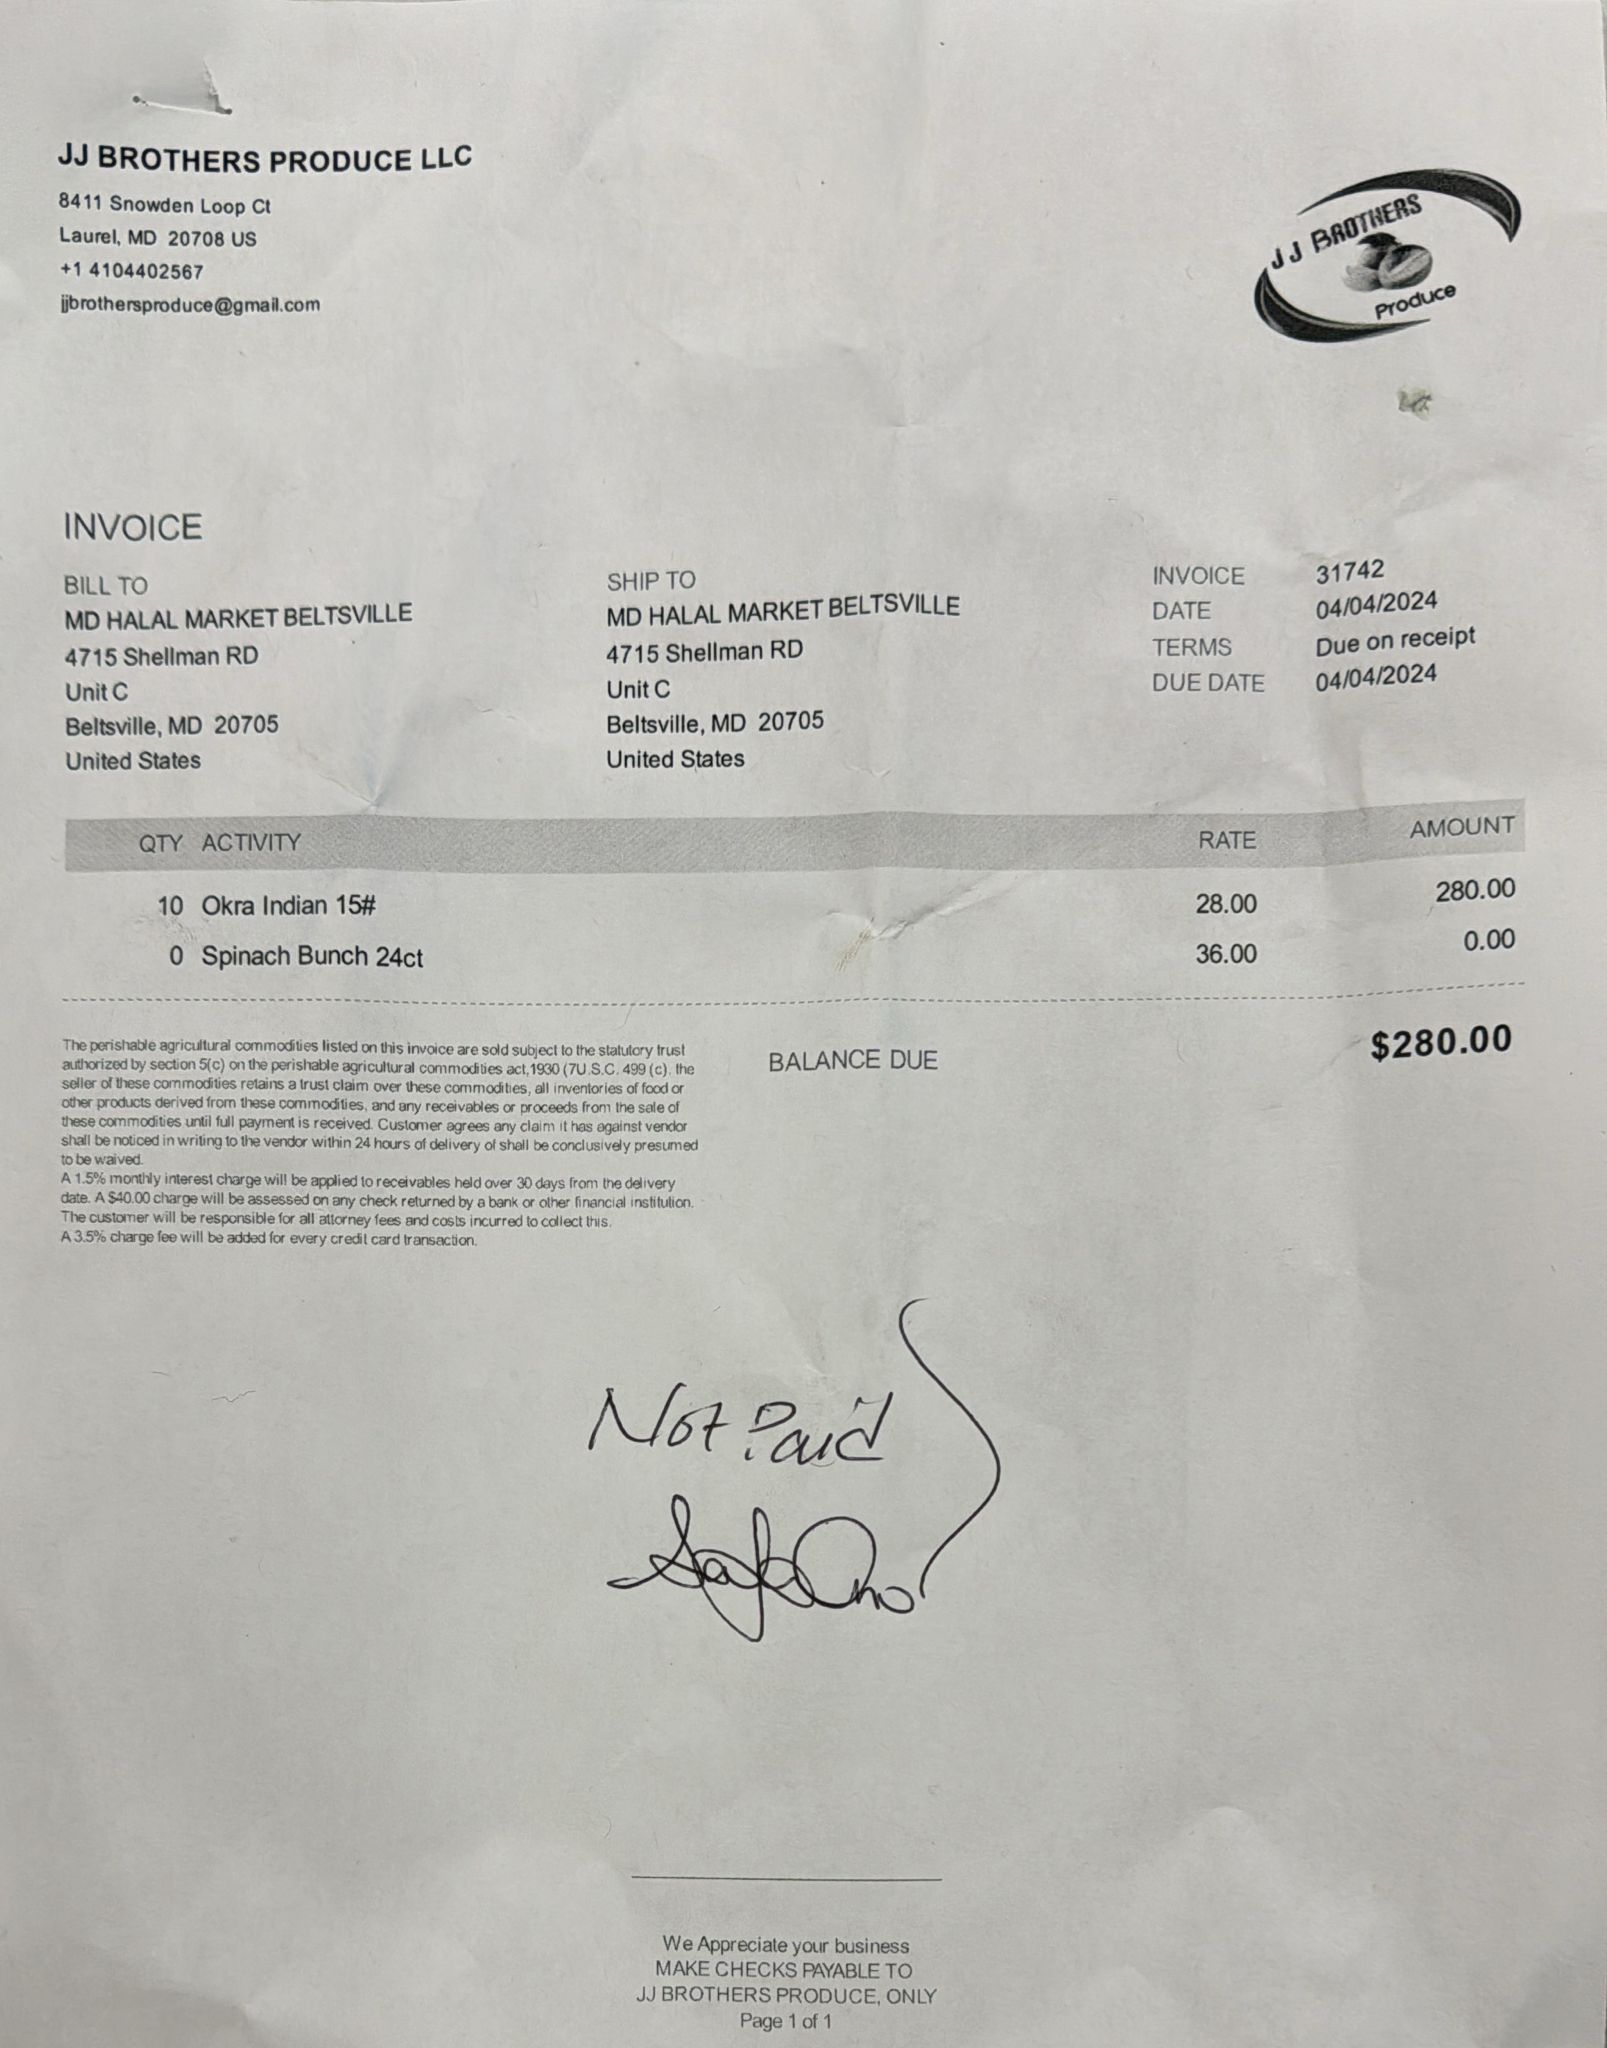 JJ BROTHERS PRODUCE LLC
8411 Snowden Loop Ct
Laurel, MD 20708 US
+1 4104402567
jjbrothersproduce@gmail.com
JJ BROTHERS
Produce
INVOICE
BILL TO
MD HALAL MARKET BELTSVILLE
4715 Shellman RD
Unit C
Beltsville, MD 20705
United States
SHIP TO
MD HALAL MARKET BELTSVILLE
4715 Shellman RD
Unit C
Beltsville, MD 20705
United States
INVOICE 31742
DATE 04/04/2024
TERMS Due on receipt
DUE DATE 04/04/2024
QTY ACTIVITY RATE AMOUNT
10 Okra Indian 15# 28.00 280.00
0 Spinach Bunch 24ct 36.00 0.00
The perishable agricultural commodities listed on this invoice are sold subject to the statutory trust
authorized by section 5(c) on the perishable agricultural commodities act,1930 (7U.S.C. 499 (c). the
seller of these commodities retains a trust claim over these commodities, all inventories of food or
other products derived from these commodities, and any receivables or proceeds from the sale of
these commodities until full payment is received. Customer agrees any claim it has against vendor
shall be noticed in writing to the vendor within 24 hours of delivery of shall be conclusively presumed
to be waived.
A 1.5% monthly interest charge will be applied to receivables held over 30 days from the delivery
date. A $40.00 charge will be assessed on any check returned by a bank or other financial institution.
The customer will be responsible for all attorney fees and costs incurred to collect this.
A 3.5% charge fee will be added for every credit card transaction.
BALANCE DUE $280.00
Not Paid
We Appreciate your business
MAKE CHECKS PAYABLE TO
JJ BROTHERS PRODUCE, ONLY
Page 1 of 1